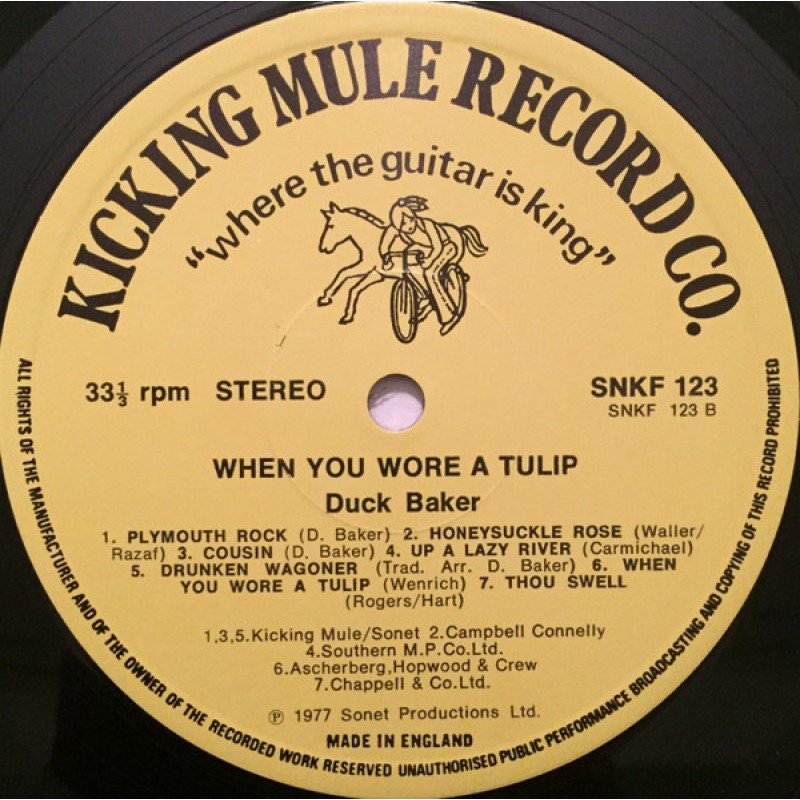 KICKING MULE RECORD CO.
"where the guitar is king"
33⅓ rpm STEREO
SNKF 123
SNKF 123 B
WHEN YOU WORE A TULIP
Duck Baker
1. PLYMOUTH ROCK (D. Baker) 2. HONEYSUCKLE ROSE (Waller/
Razaf) 3. COUSIN (D. Baker) 4. UP A LAZY RIVER (Carmichael)
5. DRUNKEN WAGONER (Trad. Arr. D. Baker) 6. WHEN
YOU WORE A TULIP (Wenrich) 7. THOU SWELL
(Rogers/Hart)
1,3,5.Kicking Mule/Sonet 2.Campbell Connelly
4.Southern M.P.Co.Ltd.
6.Ascherberg,Hopwood & Crew
7.Chappell & Co.Ltd.
℗ 1977 Sonet Productions Ltd.
MADE IN ENGLAND
ALL RIGHTS OF THE MANUFACTURER AND OF THE OWNER OF THE RECORDED WORK RESERVED UNAUTHORISED PUBLIC PERFORMANCE BROADCASTING AND COPYING OF THIS RECORD PROHIBITED